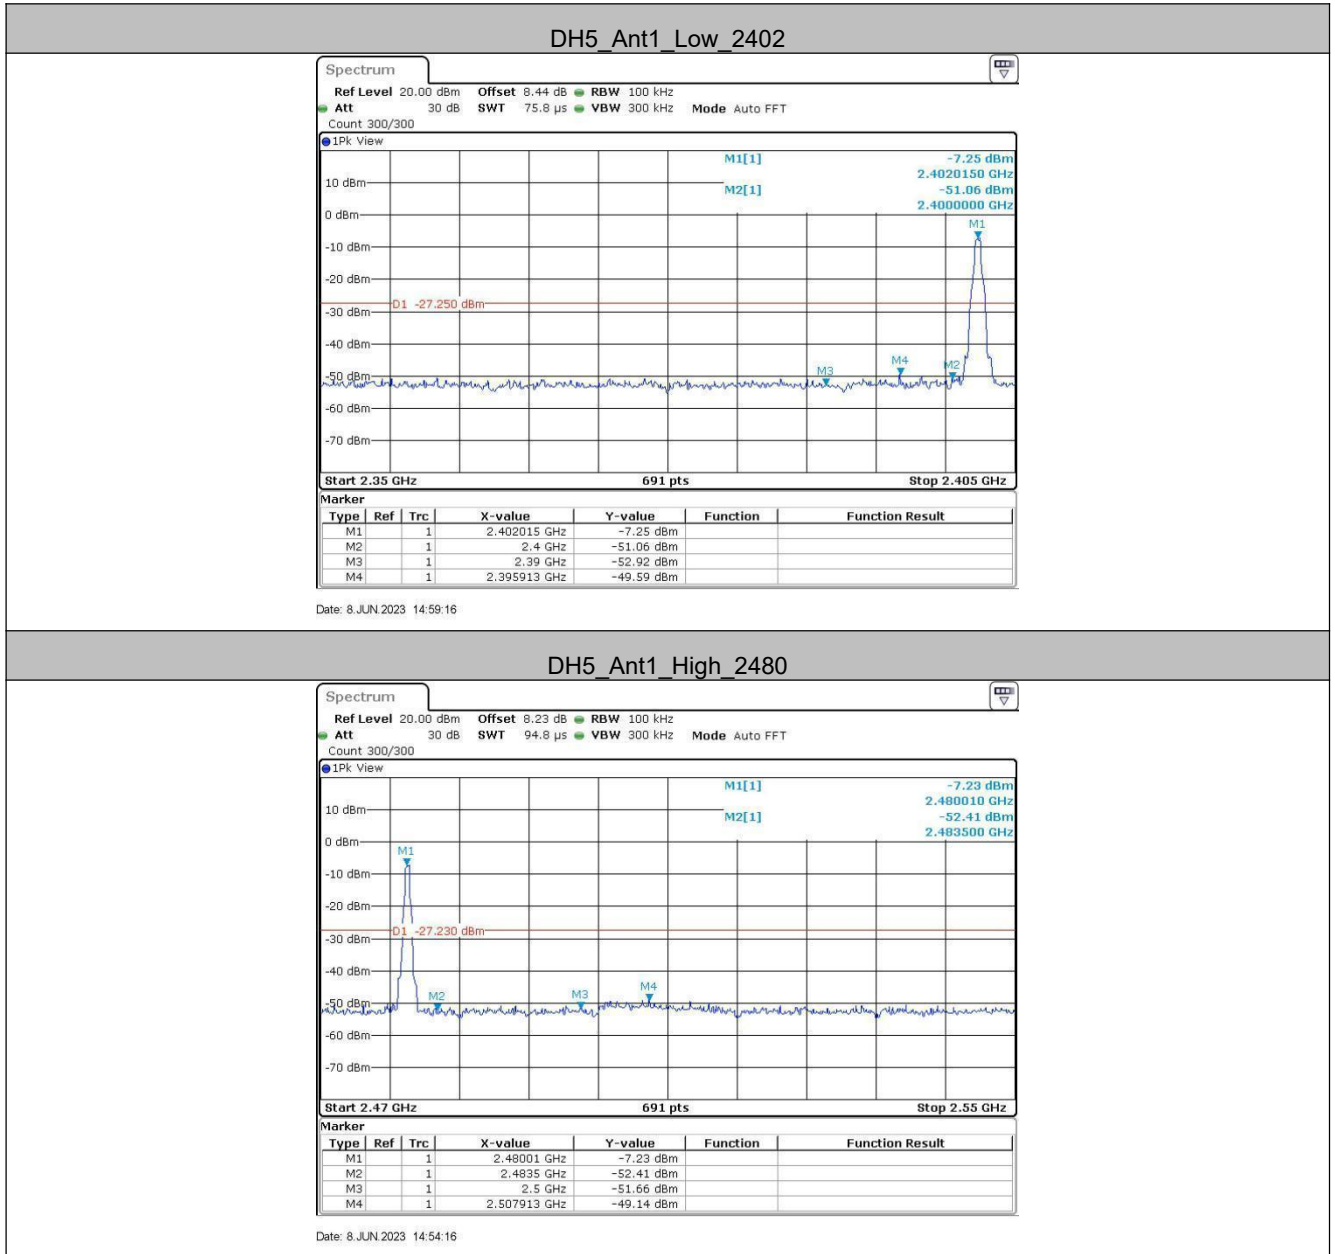 DH5_Ant1_Low_2402
Spectrum
Ref Level 20.00 dBm Offset 8.44 dB RBW 100 kHz
Att 30 dB SWT 75.8 µs VBW 300 kHz Mode Auto FFT
Count 300/300
1Pk View
M1[1] -7.25 dBm
2.4020150 GHz
M2[1] -51.06 dBm
2.4000000 GHz
10 dBm
0 dBm
M1
-10 dBm
-20 dBm
D1 -27.250 dBm
-30 dBm
-40 dBm
M3 M4 M2
-50 dBm
-60 dBm
-70 dBm
Start 2.35 GHz 691 pts Stop 2.405 GHz
Marker
Type Ref Trc X-value Y-value Function Function Result
M1 1 2.402015 GHz -7.25 dBm
M2 1 2.4 GHz -51.06 dBm
M3 1 2.39 GHz -52.92 dBm
M4 1 2.395913 GHz -49.59 dBm
Date: 8.JUN.2023 14:59:16
DH5_Ant1_High_2480
Spectrum
Ref Level 20.00 dBm Offset 8.23 dB RBW 100 kHz
Att 30 dB SWT 94.8 µs VBW 300 kHz Mode Auto FFT
Count 300/300
1Pk View
M1[1] -7.23 dBm
2.480010 GHz
M2[1] -52.41 dBm
2.483500 GHz
10 dBm
0 dBm
M1
-10 dBm
-20 dBm
D1 -27.230 dBm
-30 dBm
-40 dBm
M2 M3 M4
-50 dBm
-60 dBm
-70 dBm
Start 2.47 GHz 691 pts Stop 2.55 GHz
Marker
Type Ref Trc X-value Y-value Function Function Result
M1 1 2.48001 GHz -7.23 dBm
M2 1 2.4835 GHz -52.41 dBm
M3 1 2.5 GHz -51.66 dBm
M4 1 2.507913 GHz -49.14 dBm
Date: 8.JUN.2023 14:54:16